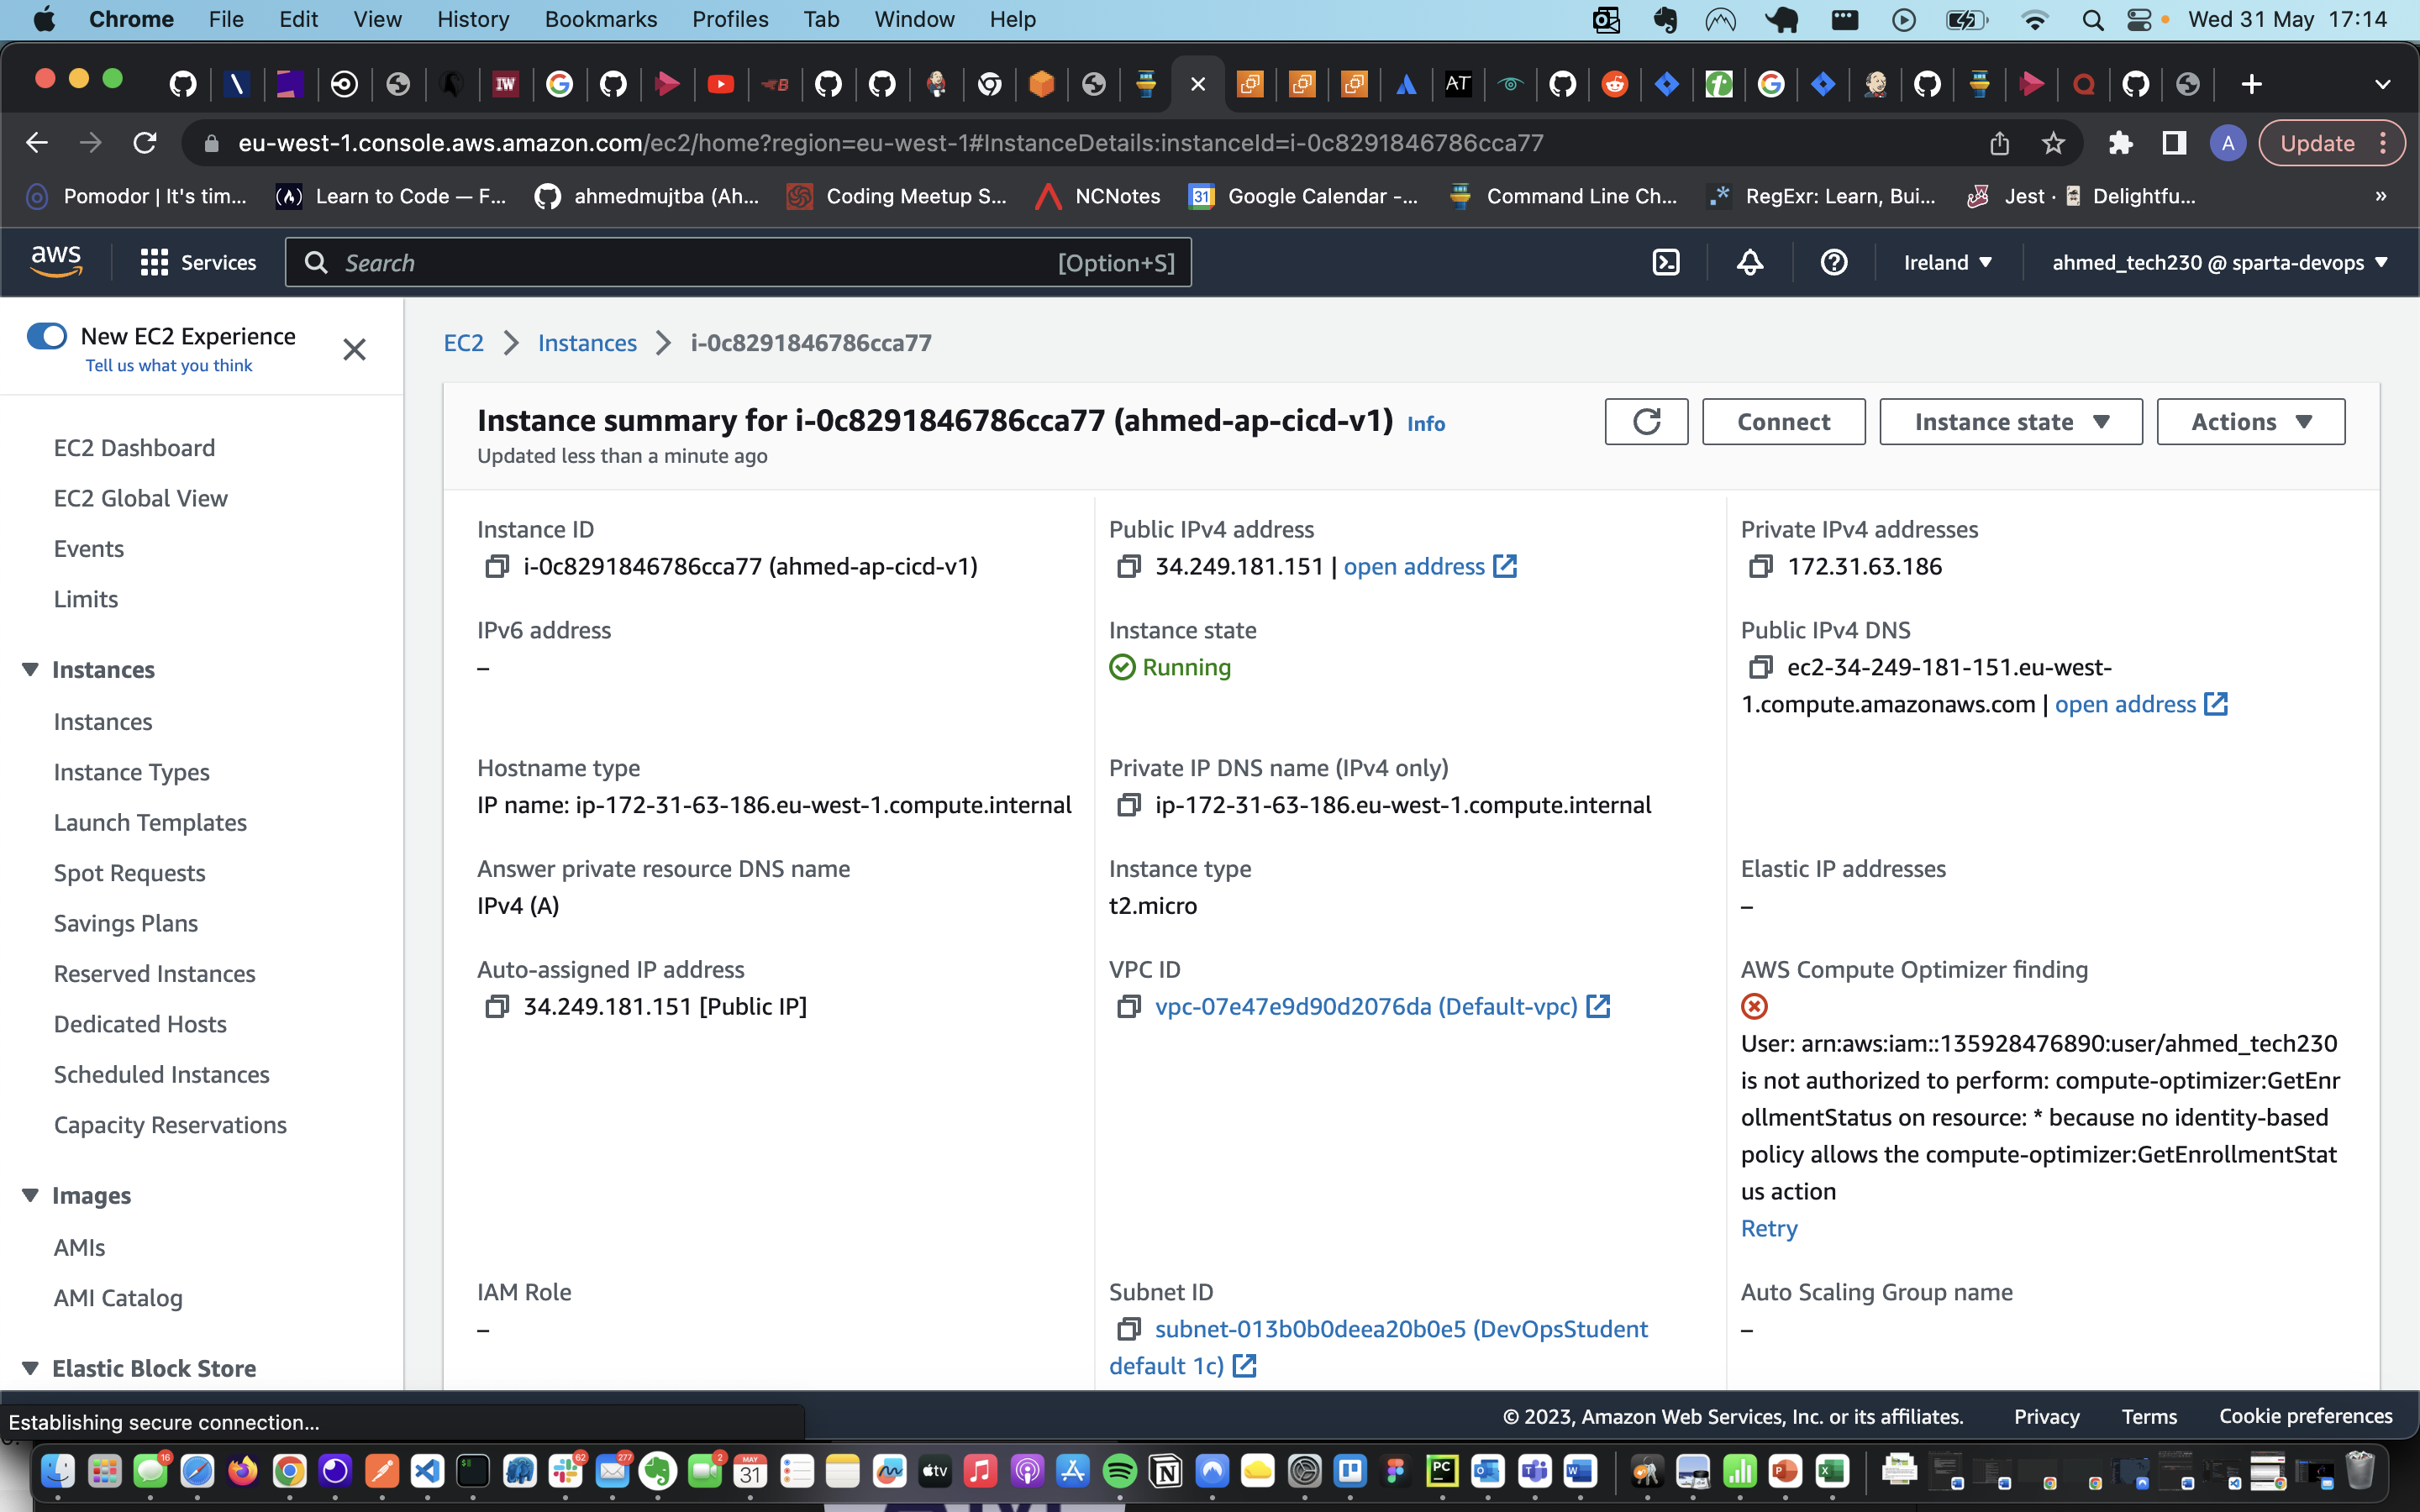 Chrome File Edit View History Bookmarks Profiles Tab Window Help Wed 31 May 17:14
eu-west-1.console.aws.amazon.com/ec2/home?region=eu-west-1#InstanceDetails:instanceId=i-0c8291846786cca77 A Update
Pomodor | It's tim... Learn to Code — F... ahmedmujtba (Ah... Coding Meetup S... NCNotes 31 Google Calendar -... Command Line Ch... RegExr: Learn, Bui... Jest · Delightfu... »
aws Services Search [Option+S] Ireland ahmed_tech230 @ sparta-devops
New EC2 Experience
Tell us what you think
EC2 Dashboard
EC2 Global View
Events
Limits
Instances
Instances
Instance Types
Launch Templates
Spot Requests
Savings Plans
Reserved Instances
Dedicated Hosts
Scheduled Instances
Capacity Reservations
Images
AMIs
AMI Catalog
Elastic Block Store
EC2 Instances i-0c8291846786cca77
Instance summary for i-0c8291846786cca77 (ahmed-ap-cicd-v1) Info
Updated less than a minute ago
Connect Instance state Actions
Instance ID
i-0c8291846786cca77 (ahmed-ap-cicd-v1)
Public IPv4 address
34.249.181.151 | open address
Private IPv4 addresses
172.31.63.186
IPv6 address
–
Instance state
Running
Public IPv4 DNS
ec2-34-249-181-151.eu-west-
1.compute.amazonaws.com | open address
Hostname type
IP name: ip-172-31-63-186.eu-west-1.compute.internal
Private IP DNS name (IPv4 only)
ip-172-31-63-186.eu-west-1.compute.internal
Answer private resource DNS name
IPv4 (A)
Instance type
t2.micro
Elastic IP addresses
–
Auto-assigned IP address
34.249.181.151 [Public IP]
VPC ID
vpc-07e47e9d90d2076da (Default-vpc)
AWS Compute Optimizer finding
User: arn:aws:iam::135928476890:user/ahmed_tech230
is not authorized to perform: compute-optimizer:GetEnr
ollmentStatus on resource: * because no identity-based
policy allows the compute-optimizer:GetEnrollmentStat
us action
Retry
IAM Role
–
Subnet ID
subnet-013b0b0deea20b0e5 (DevOpsStudent
default 1c)
Auto Scaling Group name
–
Establishing secure connection...
© 2023, Amazon Web Services, Inc. or its affiliates. Privacy Terms Cookie preferences